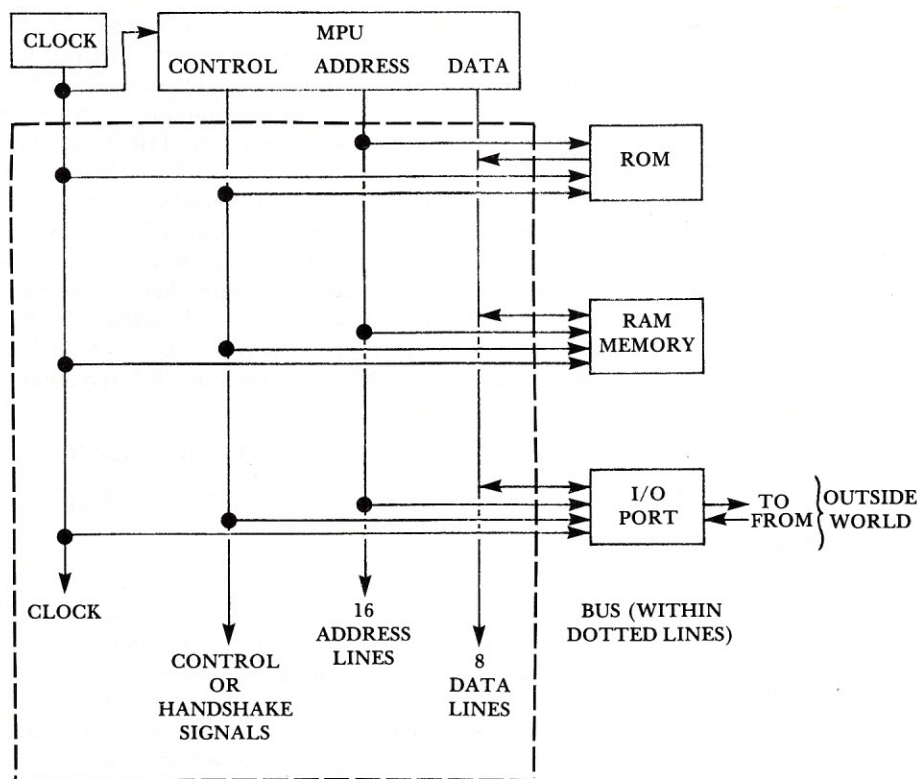 CLOCK
MPU
CONTROL ADDRESS DATA
ROM
RAM
MEMORY
I/O
PORT
TO
FROM
OUTSIDE
WORLD
CLOCK
16
ADDRESS
LINES
BUS (WITHIN
DOTTED LINES)
CONTROL
OR
HANDSHAKE
SIGNALS
8
DATA
LINES